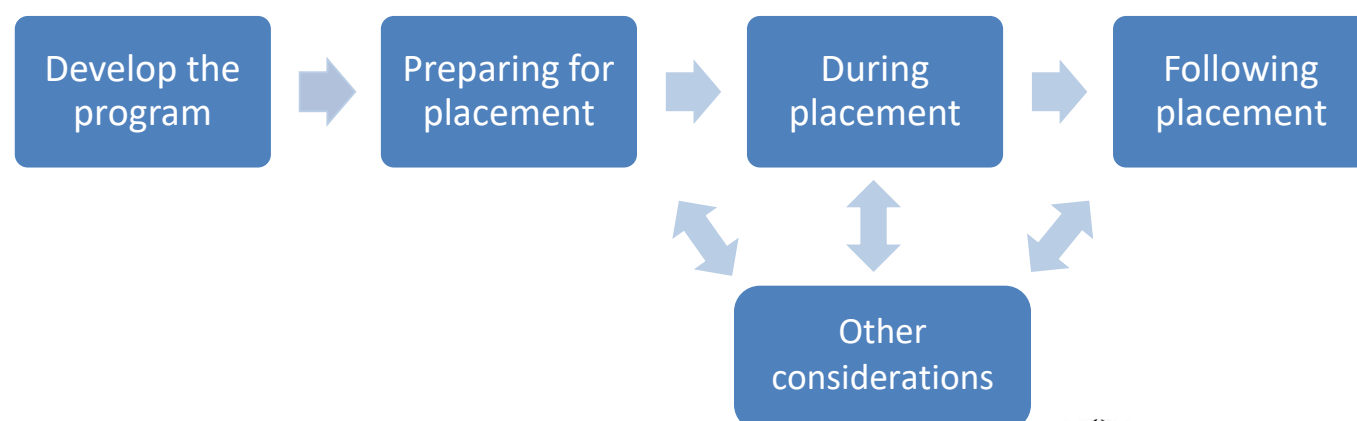 Develop the
program
Preparing for
placement
During
placement
Following
placement
Other
considerations